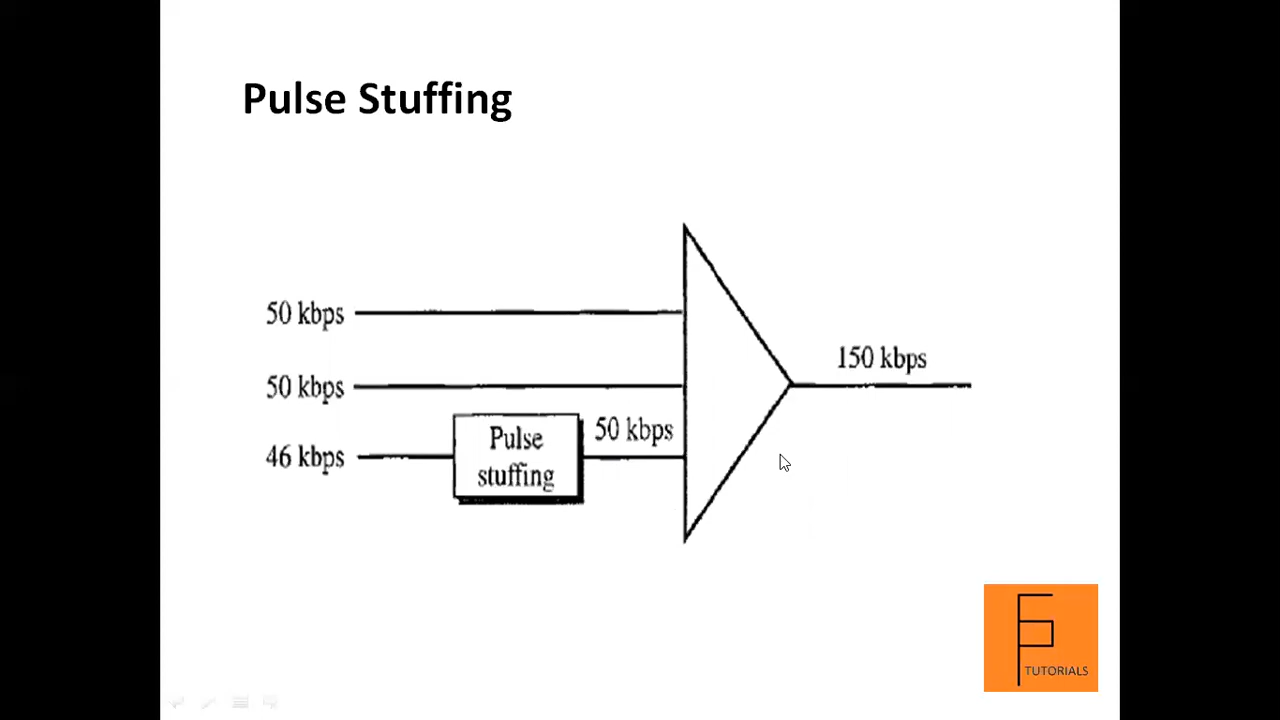 Pulse Stuffing
50 kbps
150 kbps
50 kbps
50 kbps
46 kbps
Pulse
stuffing
TUTORIALS